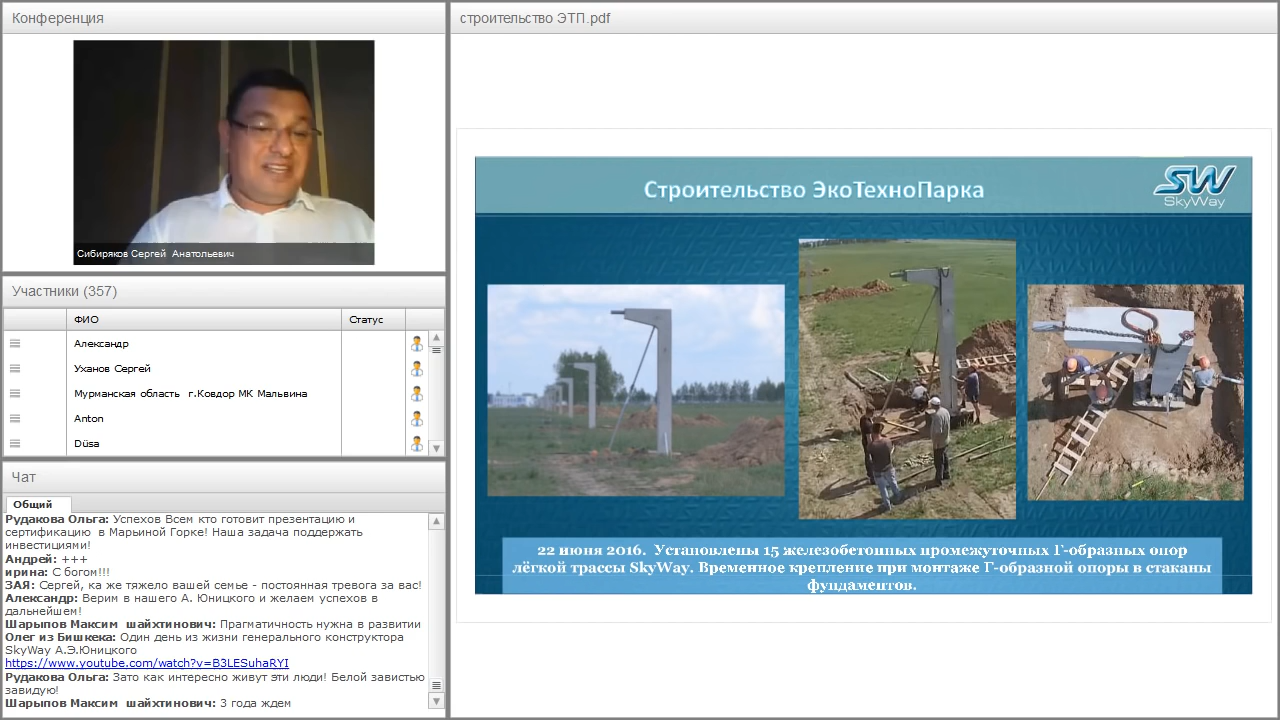 Конференция
Сибиряков Сергей Анатольевич
Участники (357)
ФИО
Статус
Александр
Уханов Сергей
Мурманская область г.Ковдор МК Мальвина
Anton
Düsa
Чат
Общий
Рудакова Ольга: Успехов Всем кто готовит презентацию и
сертификацию в Марьиной Горке! Наша задача поддержать
инвестициями!
Андрей: +++
ирина: С богом!!!
ЗАЯ: Сергей, ка же тяжело вашей семье - постоянная тревога за вас!
Александр: Верим в нашего А. Юницкого и желаем успехов в
дальнейшем!
Шарыпов Максим шайхтинович: Прагматичность нужна в развитии
Олег из Бишкека: Один день из жизни генерального конструктора
SkyWay А.Э.Юницкого
https://www.youtube.com/watch?v=B3LESuhaRYI
Рудакова Ольга: Зато как интересно живут эти люди! Белой завистью
завидую!
Шарыпов Максим шайхтинович: 3 года ждем
строительство ЭТП.pdf
Строительство ЭкоТехноПарка
SW
SkyWay
22 июня 2016. Установлены 15 железобетонных промежуточных Г-образных опор
лёгкой трассы SkyWay. Временное крепление при монтаже Г-образной опоры в стаканы
фундаментов.